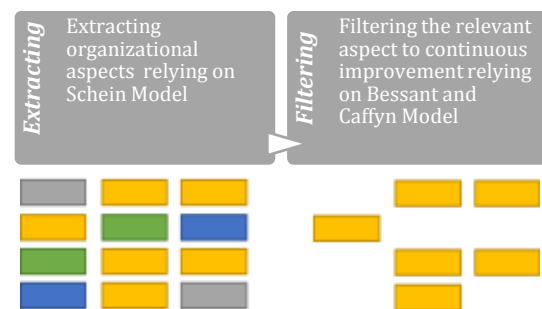 Extracting
Extracting
organizational
aspects relying on
Schein Model
Filtering
Filtering the relevant
aspect to continuous
improvement relying
on Bessant and
Caffyn Model